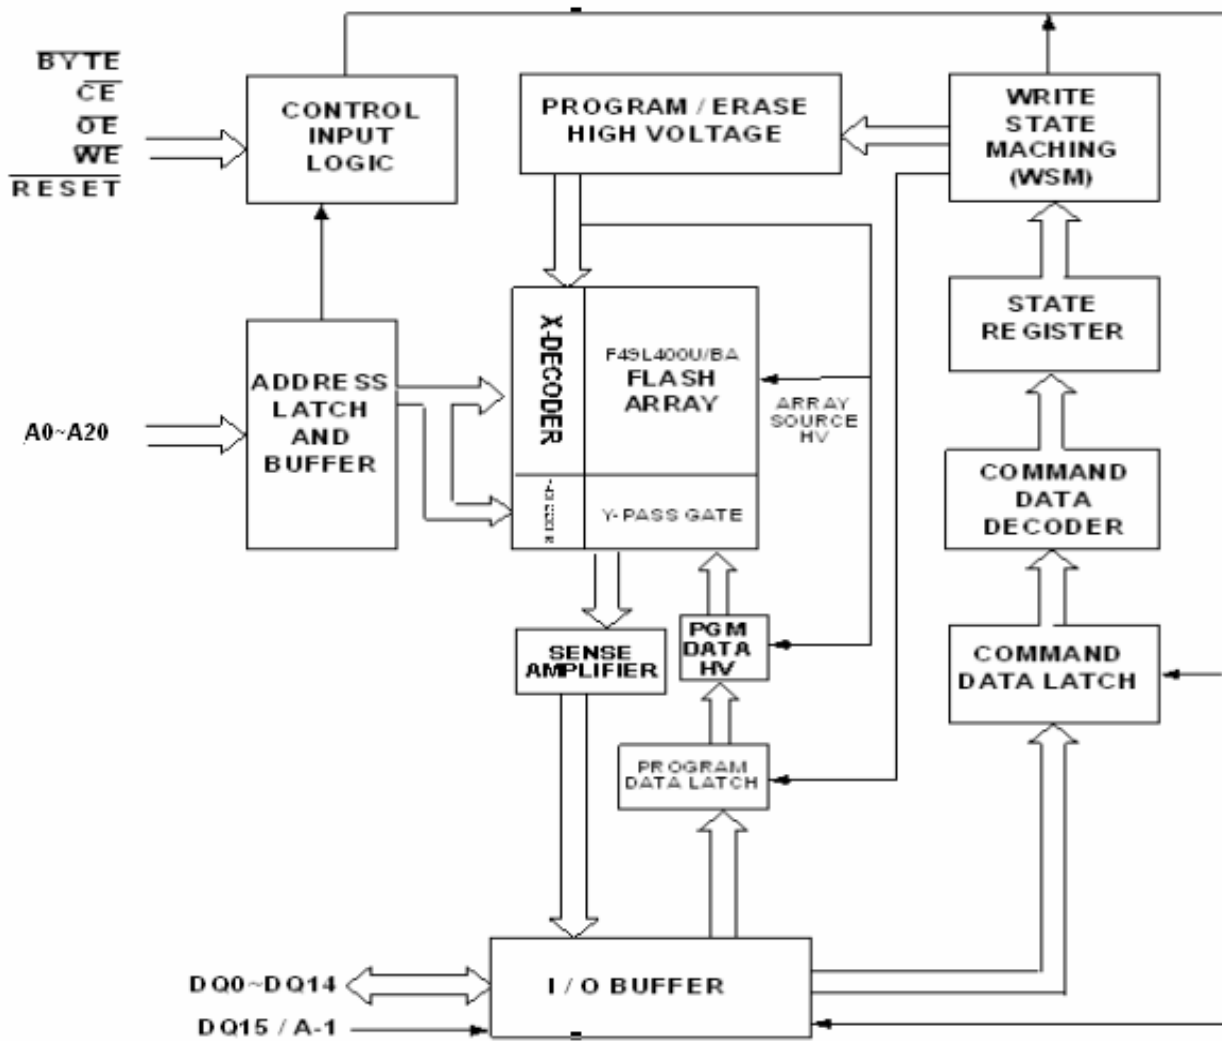 BYTE
CE
OE
WE
RESET
CONTROL
INPUT
LOGIC
PROGRAM / ERASE
HIGH VOLTAGE
WRITE
STATE
MACHING
(WSM)
STATE
REGISTER
A0~A20
ADDRESS
LATCH
AND
BUFFER
X-DECODER
F49L400U/BA
FLASH
ARRAY
ARRAY
SOURCE
HV
Y-PASS GATE
COMMAND
DATA
DECODER
SENSE
AMPLIFIER
PGM
DATA
HV
COMMAND
DATA LATCH
PROGRAM
DATA LATCH
DQ0~DQ14
I / O BUFFER
DQ15 / A-1